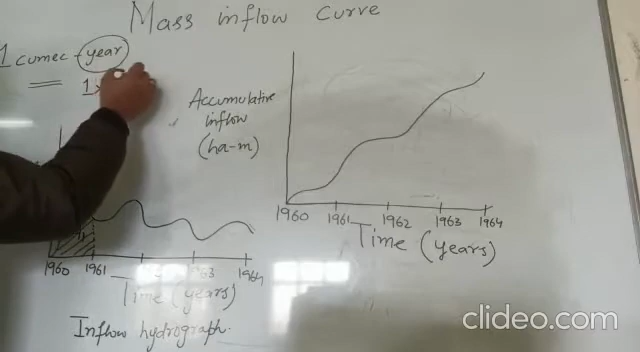 Mass inflow Curve
1 cumec - year
= 1
Accumulative
inflow
(ha-m)
1960 1961 1962 1963 1964
Time (years)
1960 1961 63 1964
Time (years)
Inflow hydrograph.
clideo.com